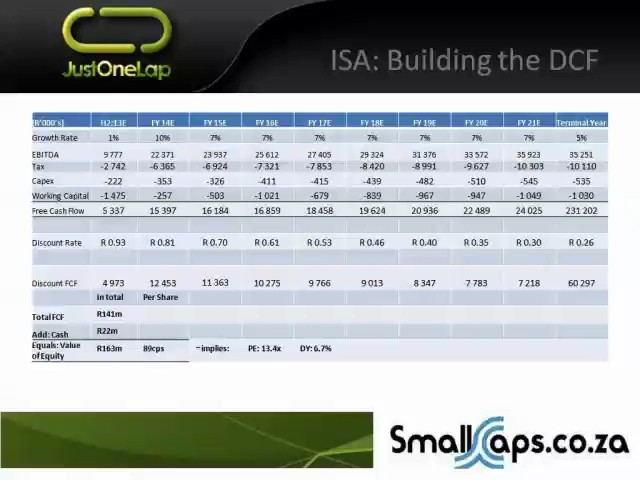 JustOneLap
ISA: Building the DCF
(R'000's) H2:13E FY 14E FY 15E FY 16E FY 17E FY 18E FY 19E FY 20E FY 21E Terminal Year
Growth Rate 1% 10% 7% 7% 7% 7% 7% 7% 7% 5%
EBITDA 9 777 22 371 23 937 25 612 27 405 29 324 31 376 33 572 35 923 35 251
Tax -2 742 -6 365 -6 924 -7 321 -7 853 -8 420 -8 991 -9 627 -10 303 -10 110
Capex -222 -353 -326 -411 -415 -439 -482 -510 -545 -535
Working Capital -1 475 -257 -503 -1 021 -679 -839 -967 -947 -1 049 -1 030
Free Cash Flow 5 337 15 397 16 184 16 859 18 458 19 624 20 936 22 489 24 025 231 202
Discount Rate R 0.93 R 0.81 R 0.70 R 0.61 R 0.53 R 0.46 R 0.40 R 0.35 R 0.30 R 0.26
Discount FCF 4 973 12 453 11 363 10 275 9 766 9 013 8 347 7 783 7 218 60 297
In total Per Share
Total FCF R141m
Add: Cash R22m
Equals: Value of Equity R163m 89cps ~implies: PE: 13.4x DY: 6.7%
SmallCaps.co.za